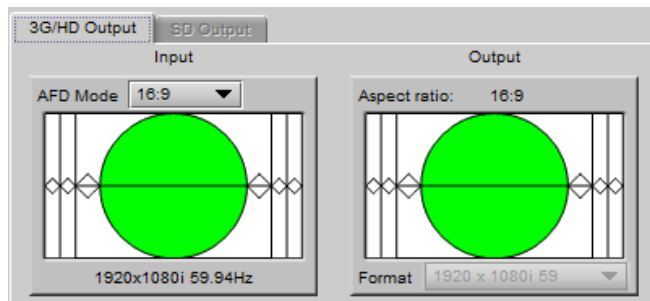 3G/HD Output SD Output
Input
AFD Mode 16:9
1920x1080i 59.94Hz
Output
Aspect ratio: 16:9
Format 1920 x 1080i 59